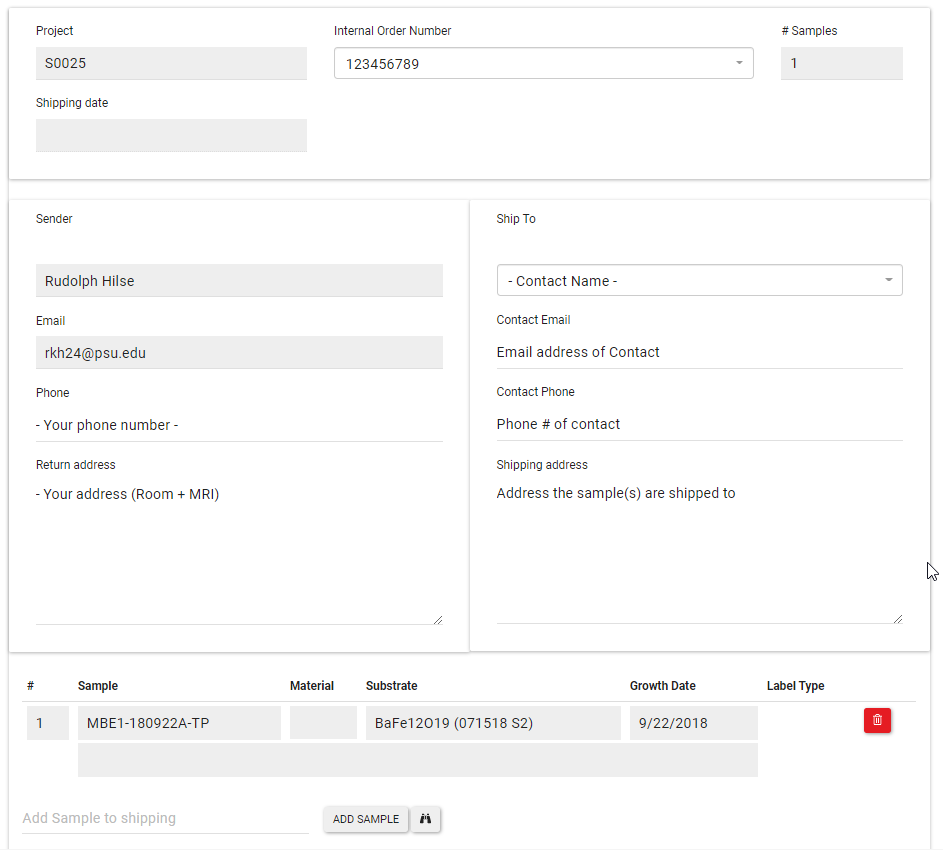 Project
Internal Order Number
# Samples
S0025
123456789
1
Shipping date
Sender
Ship To
Rudolph Hilse
- Contact Name -
Email
Contact Email
rkh24@psu.edu
Email address of Contact
Phone
Contact Phone
- Your phone number -
Phone # of contact
Return address
Shipping address
- Your address (Room + MRI)
Address the sample(s) are shipped to
# Sample Material Substrate Growth Date Label Type
1 MBE1-180922A-TP BaFe12O19 (071518 S2) 9/22/2018
Add Sample to shipping ADD SAMPLE